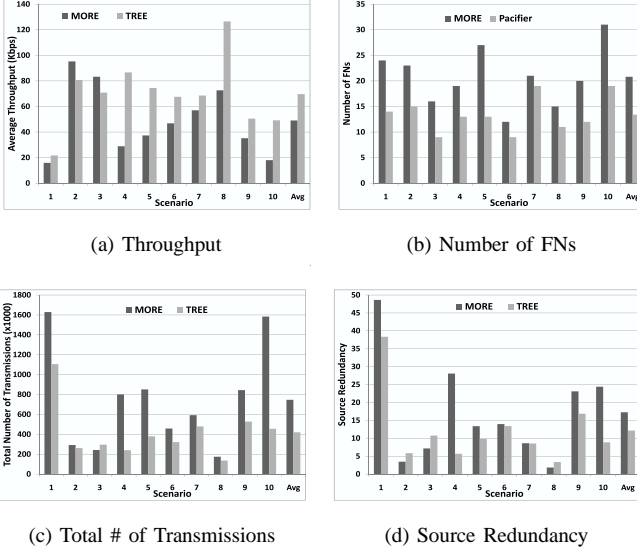 140
120
100
80
60
40
20
0
Average Throughput (Kbps)
MORE TREE
1 2 3 4 5 6 7 8 9 10 Avg
Scenario
(a) Throughput
35
30
25
20
15
10
5
0
Number of FNs
MORE Pacifier
1 2 3 4 5 6 7 8 9 10 Avg
Scenario
(b) Number of FNs
1800
1600
1400
1200
1000
800
600
400
200
0
Total Number of Transmissions (x1000)
MORE TREE
1 2 3 4 5 6 7 8 9 10 Avg
Scenario
(c) Total # of Transmissions
50
45
40
35
30
25
20
15
10
5
0
Source Redundancy
MORE TREE
1 2 3 4 5 6 7 8 9 10 Avg
Scenario
(d) Source Redundancy